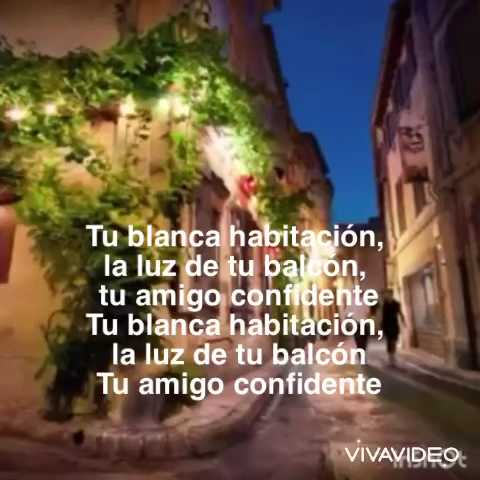 Tu blanca habitación,
la luz de tu balcón,
tu amigo confidente
Tu blanca habitación,
la luz de tu balcón
Tu amigo confidente
VIVAVIDEO